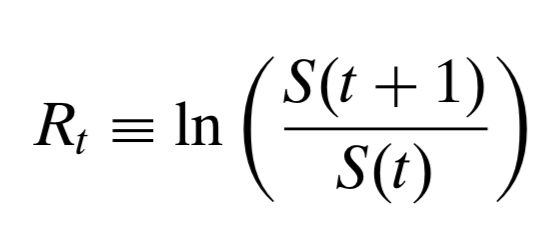 R_t ≡ ln ( S(t + 1) / S(t) )